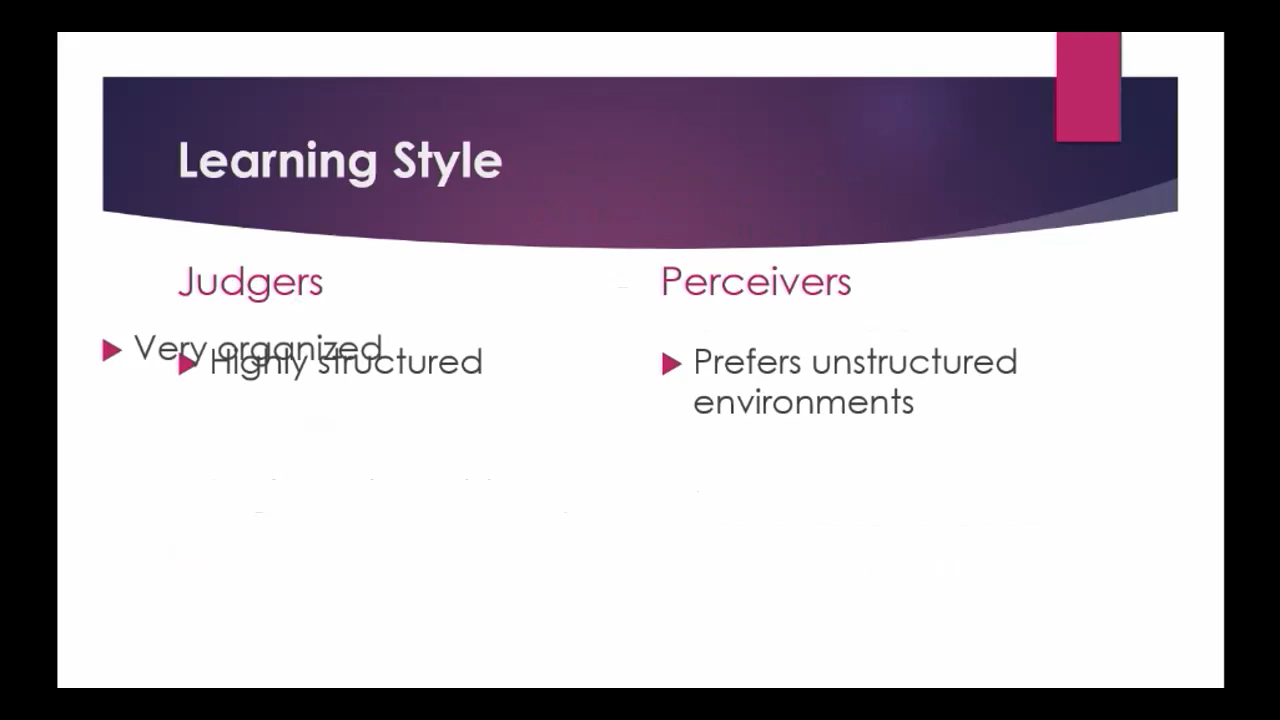 Learning Style
Judgers
Very organized
Highly structured
Perceivers
Prefers unstructured
environments